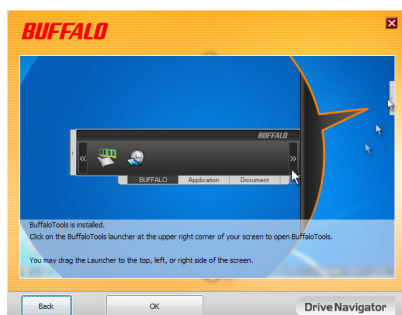 BUFFALO
BUFFALO
BUFFALO Application Document
BuffaloTools is installed.
Click on the BuffaloTools launcher at the upper right corner of your screen to open BuffaloTools.
You may drag the Launcher to the top, left, or right side of the screen.
Back OK DriveNavigator